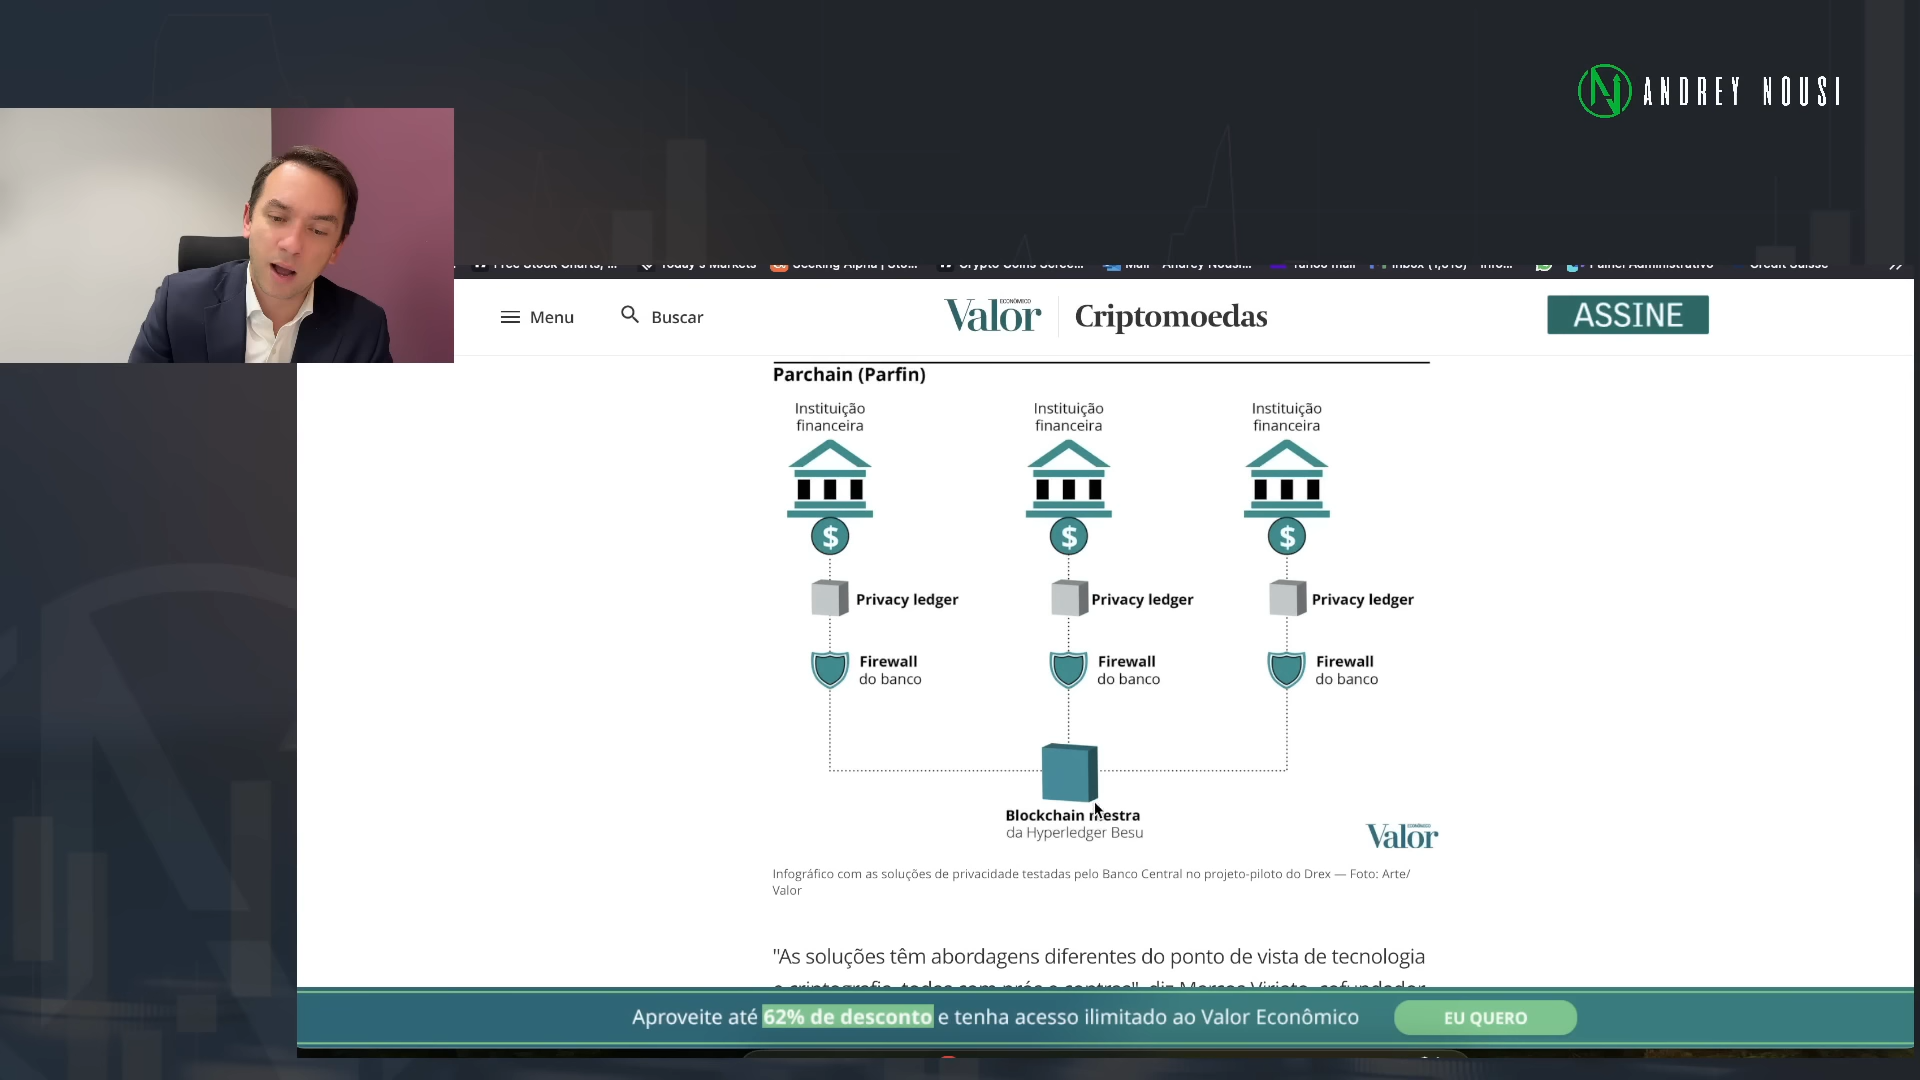 ANDREY NOUSI
Menu
Buscar
Valor ECONÔMICO
Criptomoedas
ASSINE
Parchain (Parfin)
Instituição
financeira
Instituição
financeira
Instituição
financeira
$
$
$
Privacy ledger
Privacy ledger
Privacy ledger
Firewall
do banco
Firewall
do banco
Firewall
do banco
Blockchain mestra
da Hyperledger Besu
Valor ECONÔMICO
Infográfico com as soluções de privacidade testadas pelo Banco Central no projeto-piloto do Drex — Foto: Arte/
Valor
"As soluções têm abordagens diferentes do ponto de vista de tecnologia
Aproveite até 62% de desconto e tenha acesso ilimitado ao Valor Econômico
EU QUERO